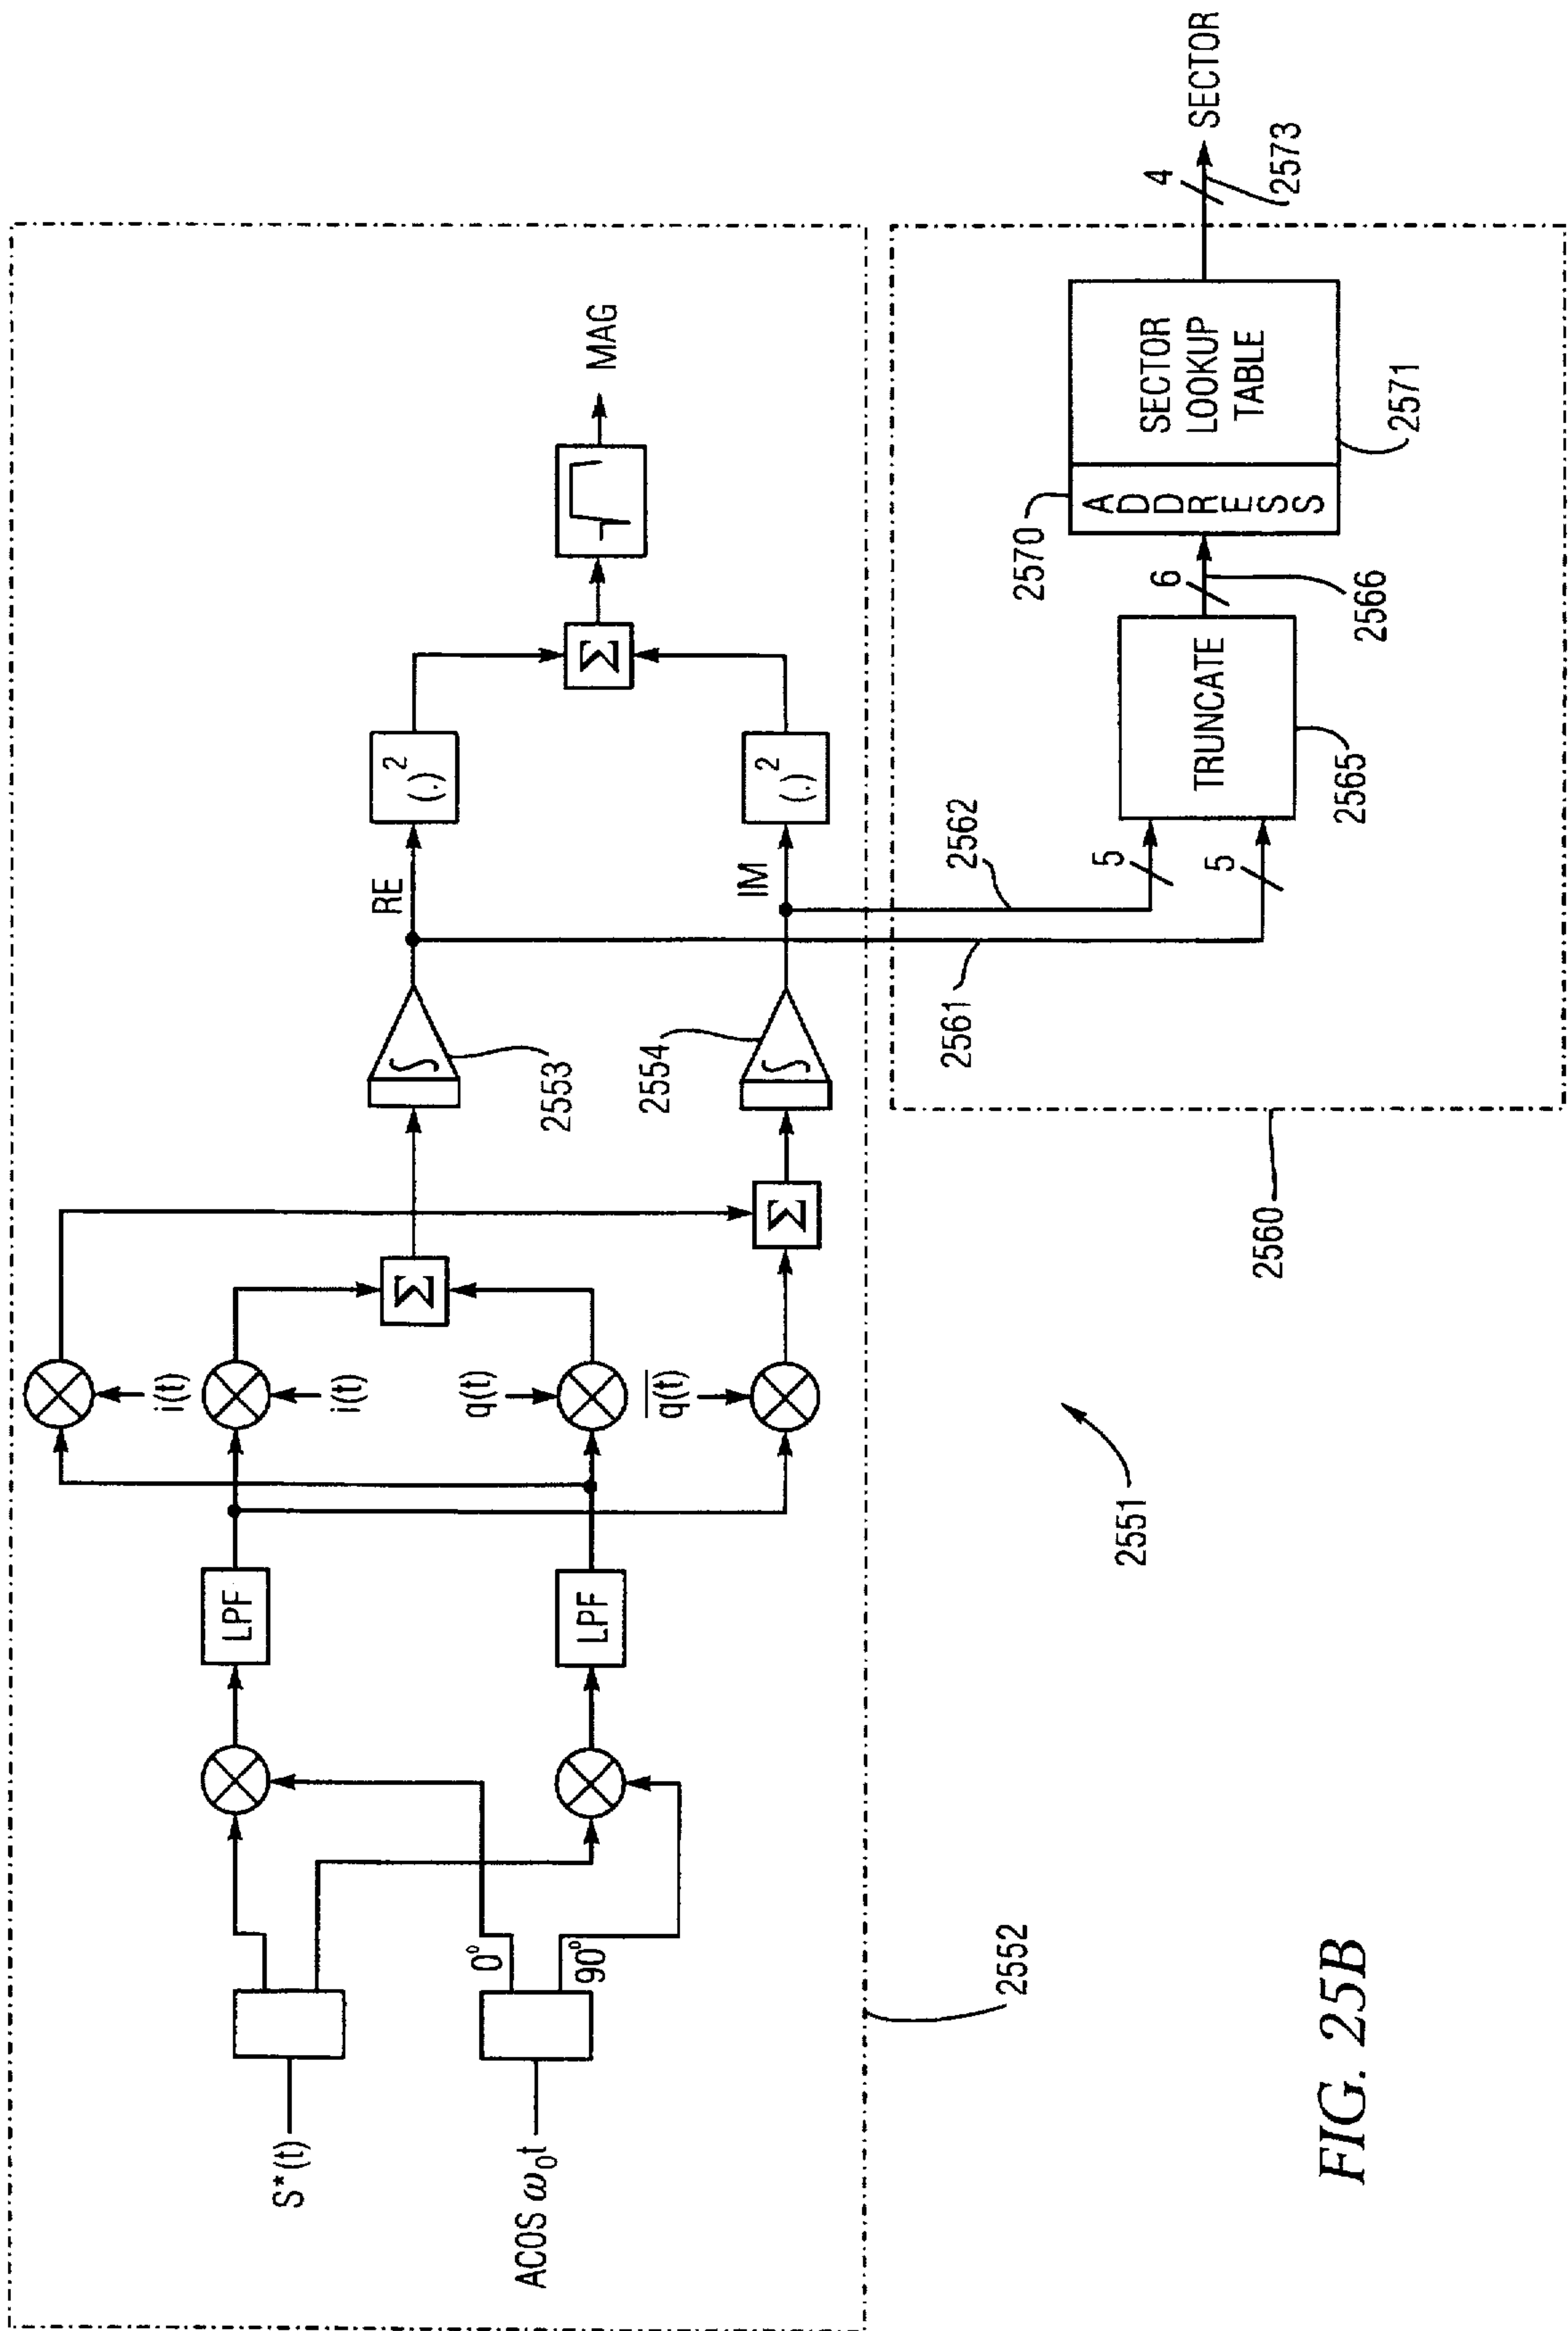 S*(t)
ACOS ω₀t
0°
90°
LPF
LPF
i(t)
i(t)
q(t)
q(t)
Σ
Σ
∫
∫
2553
2554
RE
IM
(.)²
(.)²
Σ
MAG
2552
2551
2560
2561
2562
5
5
TRUNCATE
2565
6
2566
2570
ADDRESS
SECTOR
LOOKUP
TABLE
2571
4
2573
SECTOR
FIG. 25B